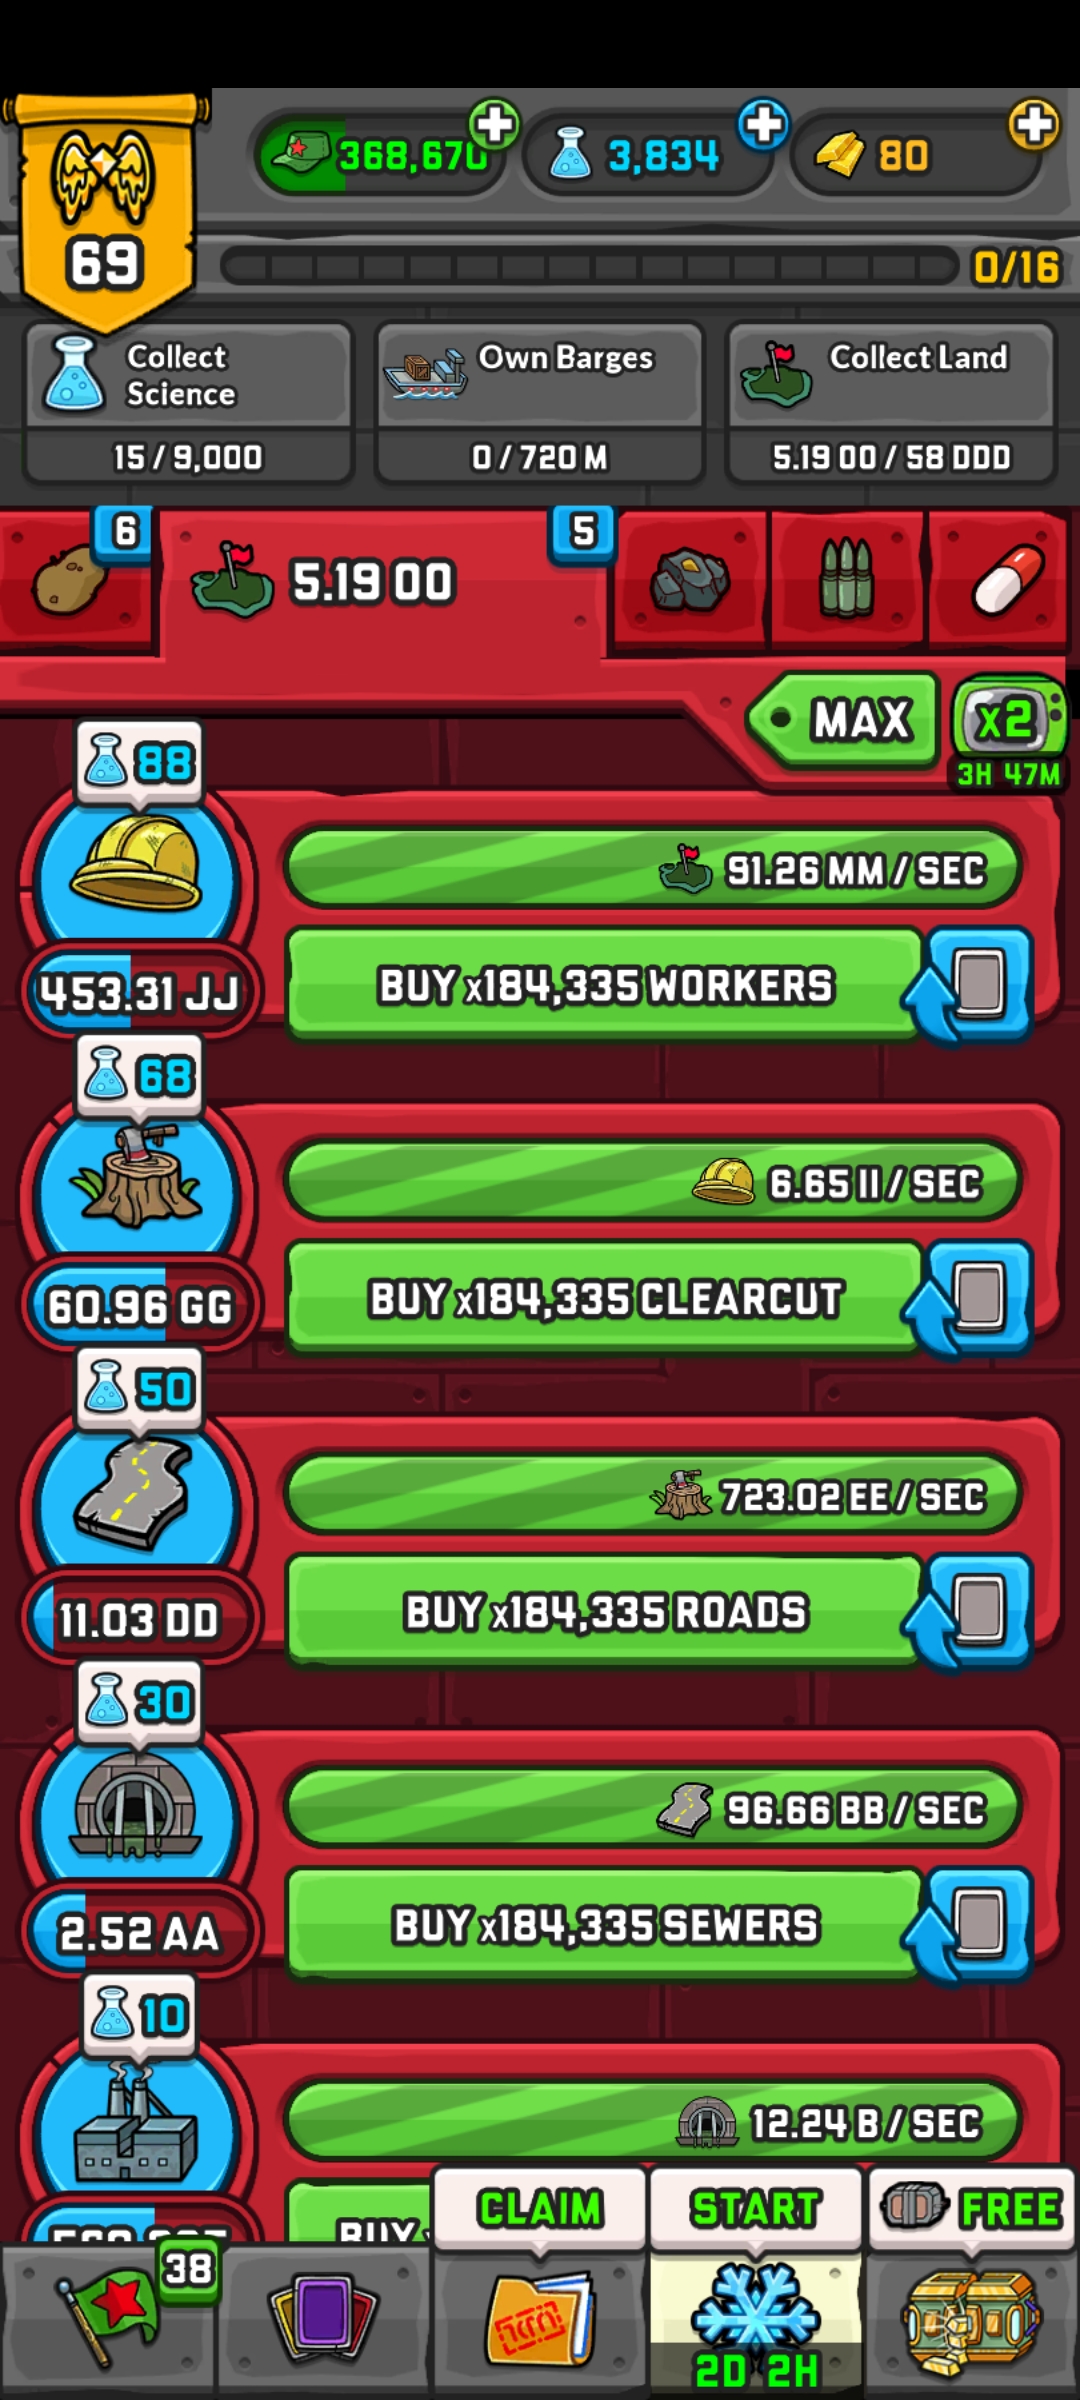 368,670
3,834
80
69
0/16
Collect
Science
15 / 9,000
Own Barges
0 / 720 M
Collect Land
5.19 OO / 58 DDD
6
5.19 OO
5
MAX
x2
3H 47M
88
91.26 MM / SEC
453.31 JJ
BUY x184,335 WORKERS
68
6.65 II / SEC
60.96 GG
BUY x184,335 CLEARCUT
50
723.02 EE / SEC
11.03 DD
BUY x184,335 ROADS
30
96.66 BB / SEC
2.52 AA
BUY x184,335 SEWERS
10
12.24 B / SEC
BUY
CLAIM
START
FREE
38
2D 2H